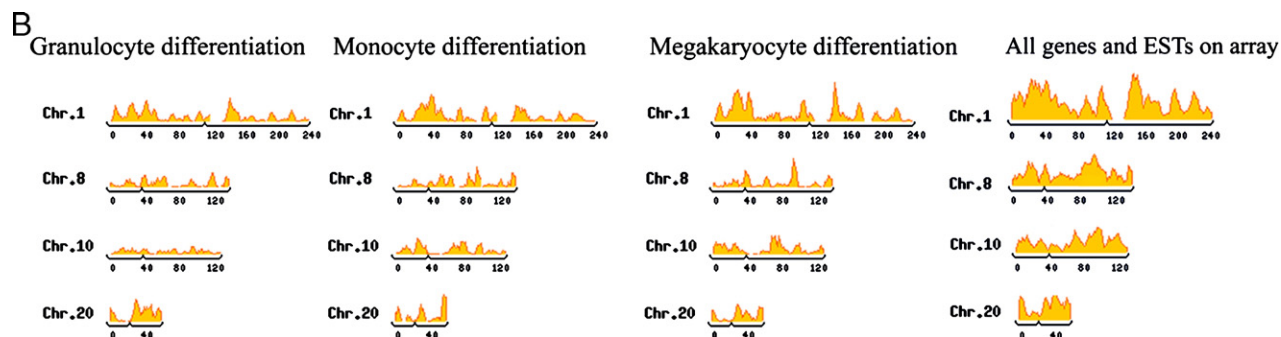 B
Granulocyte differentiation Monocyte differentiation Megakaryocyte differentiation All genes and ESTs on array
Chr.1 Chr.1 Chr.1 Chr.1
0 40 80 120 160 200 240 0 40 80 120 160 200 240 0 40 80 120 160 200 240 0 40 80 120 160 200 240
Chr.8 Chr.8 Chr.8 Chr.8
0 40 80 120 0 40 80 120 0 40 80 120 0 40 80 120
Chr.10 Chr.10 Chr.10 Chr.10
0 40 80 120 0 40 80 120 0 40 80 120 0 40 80 120
Chr.20 Chr.20 Chr.20 Chr.20
0 40 0 40 0 40 0 40